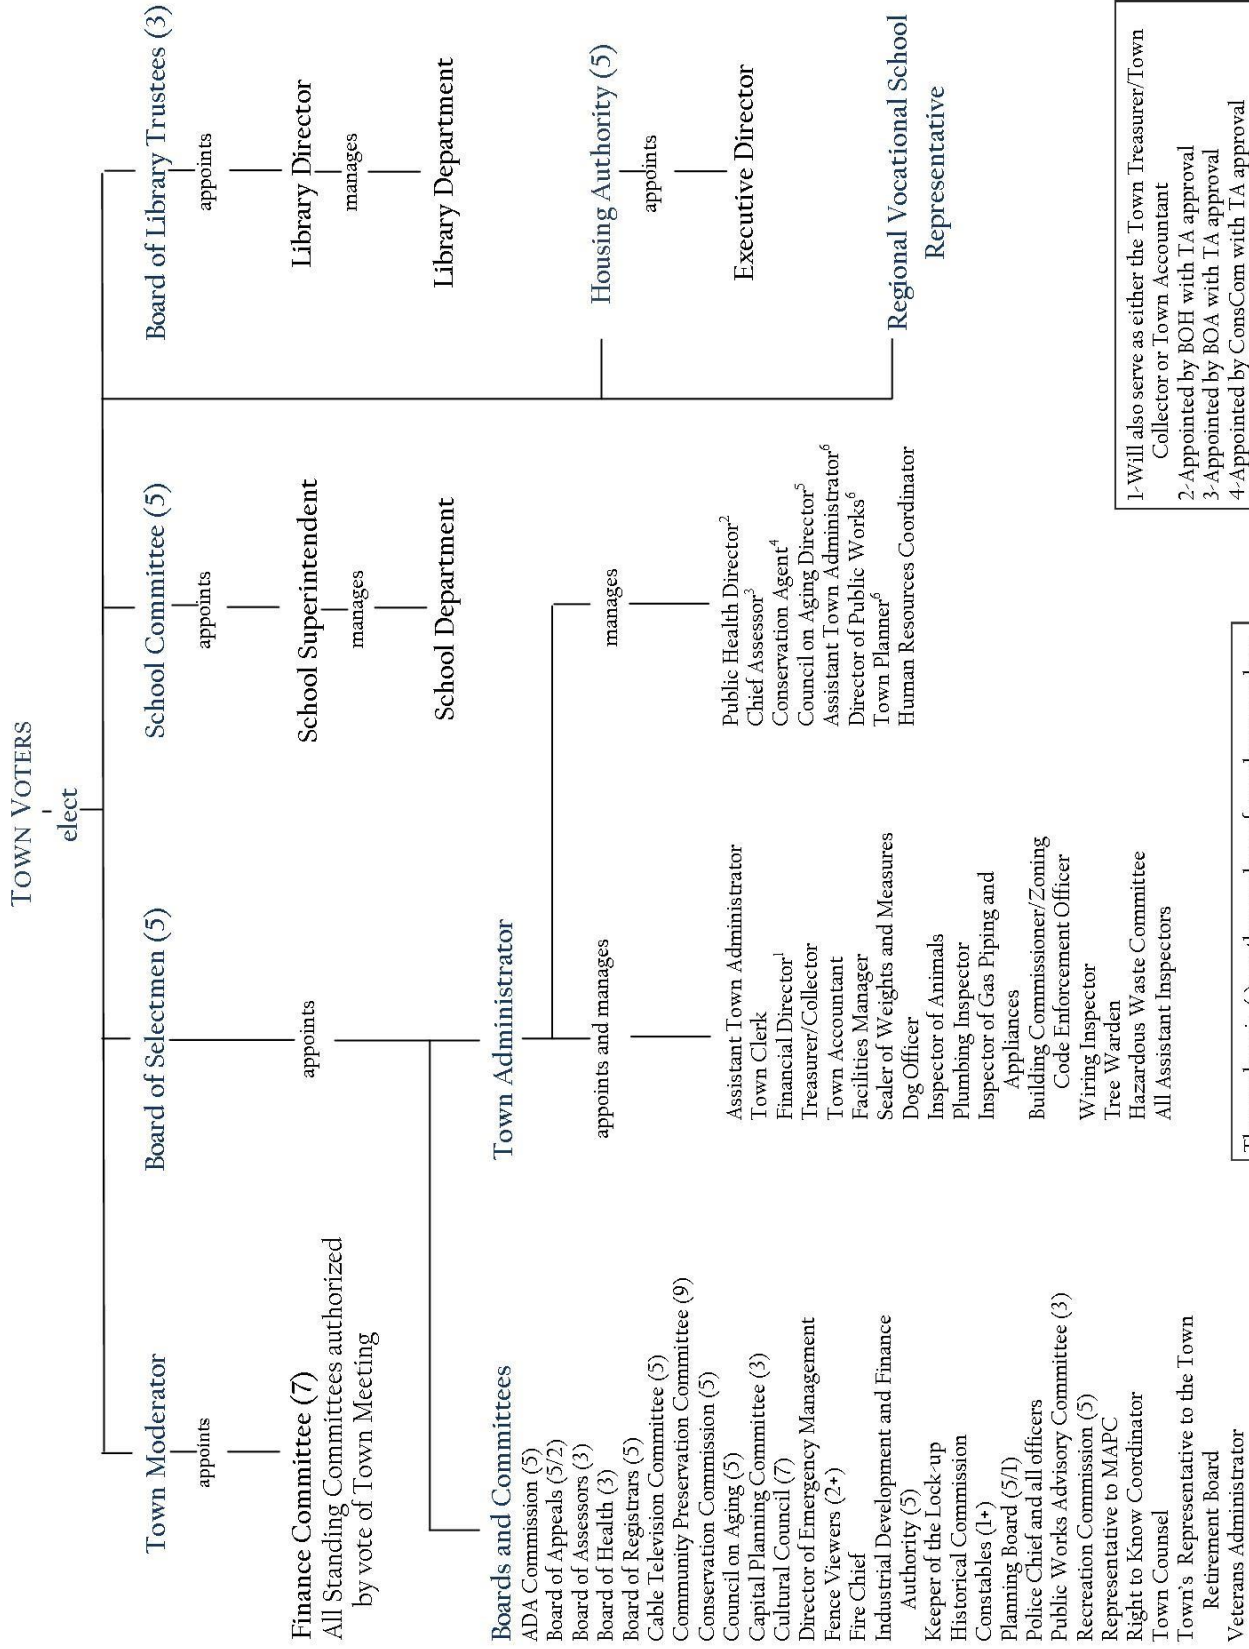 TOWN VOTERS
elect
Town Moderator
appoints
Finance Committee (7)
All Standing Committees authorized
by vote of Town Meeting
Board of Selectmen (5)
appoints
Boards and Committees
ADA Commission (5)
Board of Appeals (5/2)
Board of Assessors (3)
Board of Health (3)
Board of Registrars (5)
Cable Television Committee (5)
Community Preservation Committee (9)
Conservation Commission (5)
Council on Aging (5)
Capital Planning Committee (3)
Cultural Council (7)
Director of Emergency Management
Fence Viewers (2+)
Fire Chief
Industrial Development and Finance
Authority (5)
Keeper of the Lock-up
Historical Commission
Constables (1+)
Planning Board (5/1)
Police Chief and all officers
Public Works Advisory Committee (3)
Recreation Commission (5)
Representative to MAPC
Right to Know Coordinator
Town Counsel
Town's Representative to the Town
Retirement Board
Veterans Administrator
Town Administrator
appoints and manages
Assistant Town Administrator
Town Clerk
Financial Director¹
Treasurer/Collector
Town Accountant
Facilities Manager
Sealer of Weights and Measures
Dog Officer
Inspector of Animals
Plumbing Inspector
Inspector of Gas Piping and
Appliances
Building Commissioner/Zoning
Code Enforcement Officer
Wiring Inspector
Tree Warden
Hazardous Waste Committee
All Assistant Inspectors
manages
Public Health Director²
Chief Assessor³
Conservation Agent⁴
Council on Aging Director⁵
Assistant Town Administrator⁶
Director of Public Works⁶
Town Planner⁶
Human Resources Coordinator
School Committee (5)
appoints
School Superintendent
manages
School Department
Board of Library Trustees (3)
appoints
Library Director
manages
Library Department
Housing Authority (5)
appoints
Executive Director
Regional Vocational School
Representative
1-Will also serve as either the Town Treasurer/Town
Collector or Town Accountant
2-Appointed by BOH with TA approval
3-Appointed by BOA with TA approval
4-Appointed by ConsCom with TA approval